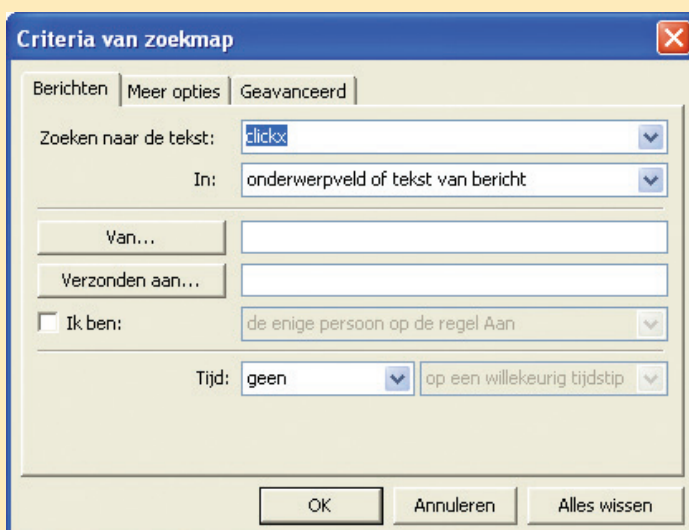 Criteria van zoekmap
Berichten Meer opties Geavanceerd
Zoeken naar de tekst: clickx
In: onderwerpveld of tekst van bericht
Van...
Verzonden aan...
Ik ben: de enige persoon op de regel Aan
Tijd: geen op een willekeurig tijdstip
OK Annuleren Alles wissen